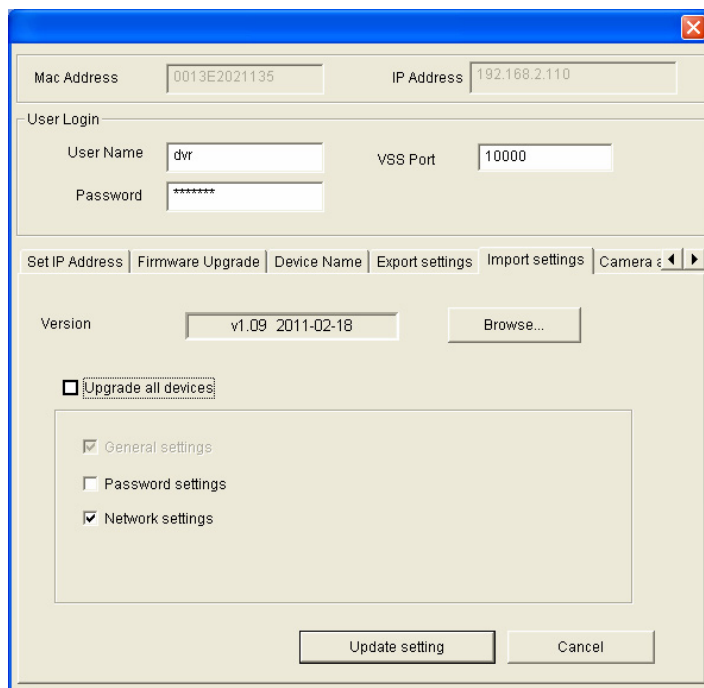 Mac Address 0013E2021135 IP Address 192.168.2.110
User Login
User Name dvr VSS Port 10000
Password *******
Set IP Address Firmware Upgrade Device Name Export settings Import settings Camera a
Version v1.09 2011-02-18 Browse...
Upgrade all devices
General settings
Password settings
Network settings
Update setting Cancel